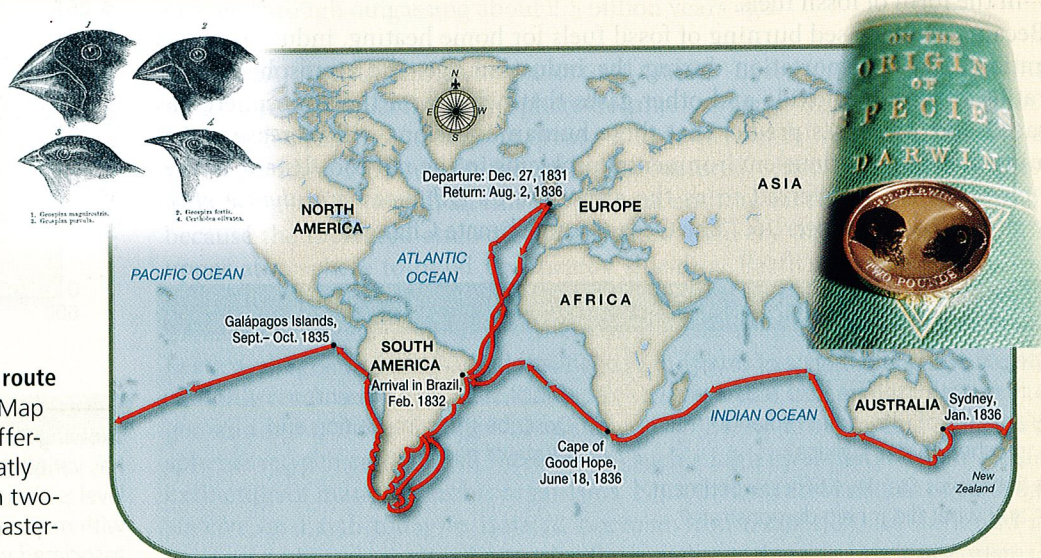 1
2
3
4
1. Geospiza magnirostris.
2. Geospiza fortis.
3. Geospiza parvula.
4. Certhidea olivacea.
ON THE
ORIGIN
OF
SPECIES
DARWIN.
TWO POUNDS
N
E
W
S
Departure: Dec. 27, 1831
Return: Aug. 2, 1836
NORTH
AMERICA
EUROPE
ASIA
PACIFIC OCEAN
ATLANTIC
OCEAN
AFRICA
Galápagos Islands,
Sept.– Oct. 1835
SOUTH
AMERICA
Arrival in Brazil,
Feb. 1832
INDIAN OCEAN
AUSTRALIA
Sydney,
Jan. 1836
Cape of
Good Hope,
June 18, 1836
New
Zealand
route
Map
ffer-
atly
n two-
aster-